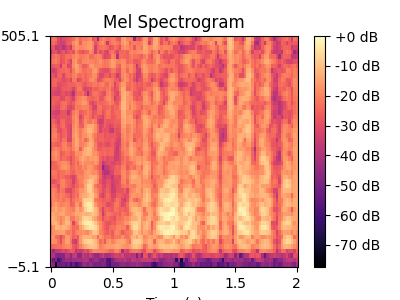 Mel Spectrogram
505.1
−5.1
0
0.5
1
1.5
2
+0 dB
-10 dB
-20 dB
-30 dB
-40 dB
-50 dB
-60 dB
-70 dB